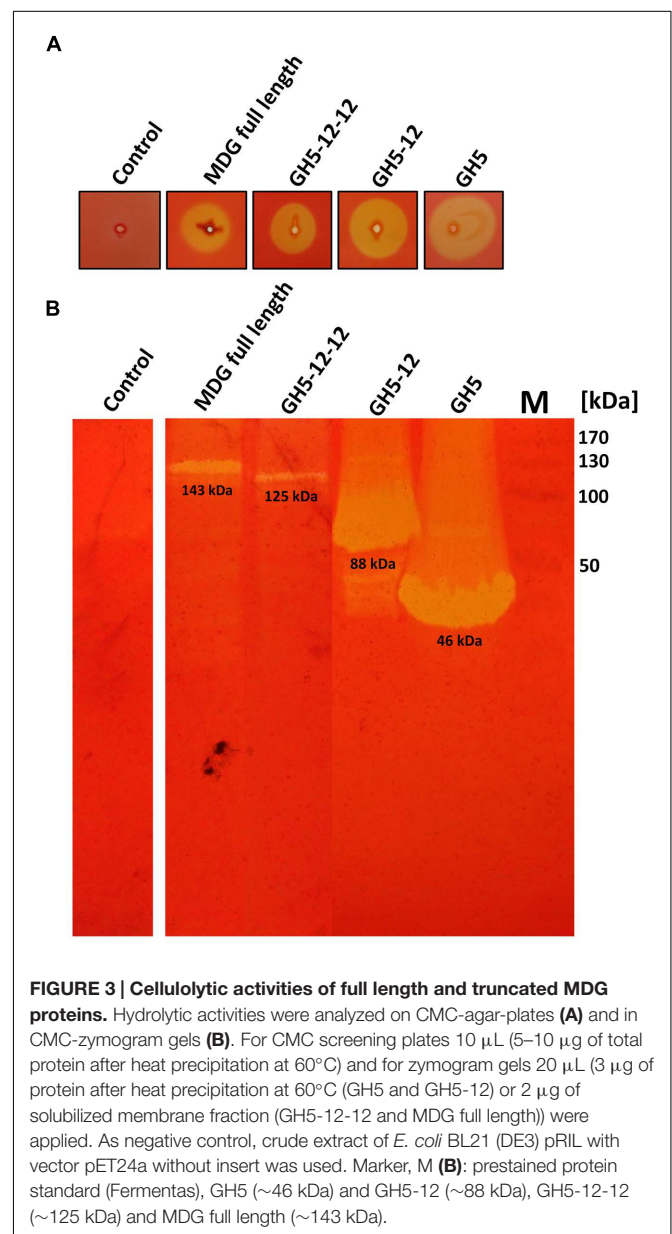 A
Control
MDG full length
GH5-12-12
GH5-12
GH5
B
Control
MDG full length
GH5-12-12
GH5-12
GH5
M
[kDa]
170
130
100
50
143 kDa
125 kDa
88 kDa
46 kDa
FIGURE 3 | Cellulolytic activities of full length and truncated MDG
proteins. Hydrolytic activities were analyzed on CMC-agar-plates (A) and in
CMC-zymogram gels (B). For CMC screening plates 10 μL (5–10 μg of total
protein after heat precipitation at 60°C) and for zymogram gels 20 μL (3 μg of
protein after heat precipitation at 60°C (GH5 and GH5-12) or 2 μg of
solubilized membrane fraction (GH5-12-12 and MDG full length)) were
applied. As negative control, crude extract of E. coli BL21 (DE3) pRIL with
vector pET24a without insert was used. Marker, M (B): prestained protein
standard (Fermentas), GH5 (∼46 kDa) and GH5-12 (∼88 kDa), GH5-12-12
(∼125 kDa) and MDG full length (∼143 kDa).